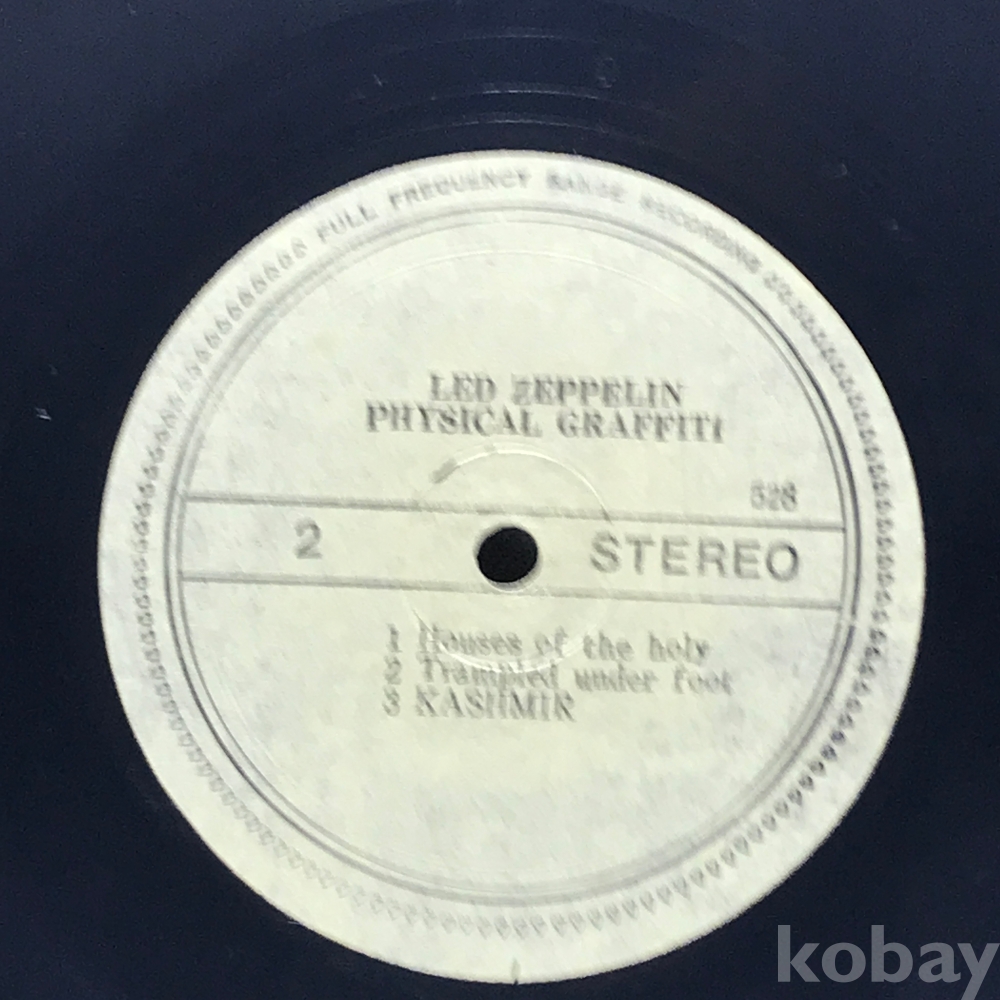 FULL FREQUENCY RANGE RECORDING
LED ZEPPELIN
PHYSICAL GRAFFITI
528
2 STEREO
1 Houses of the holy
2 Trampled under foot
3 KASHMIR
kobay